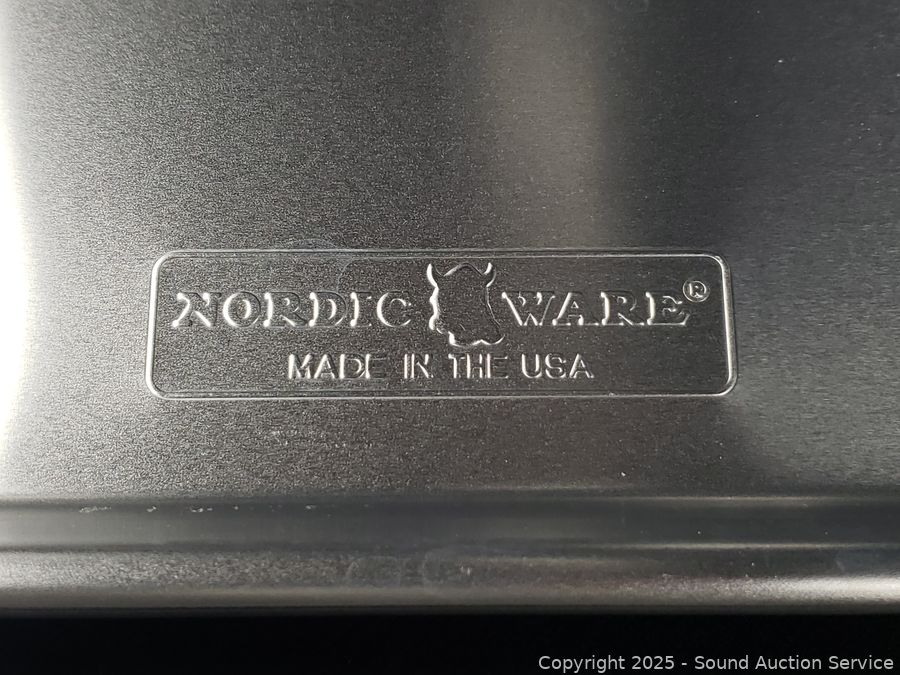 NORDIC WARE®
MADE IN THE USA
Copyright 2025 - Sound Auction Service